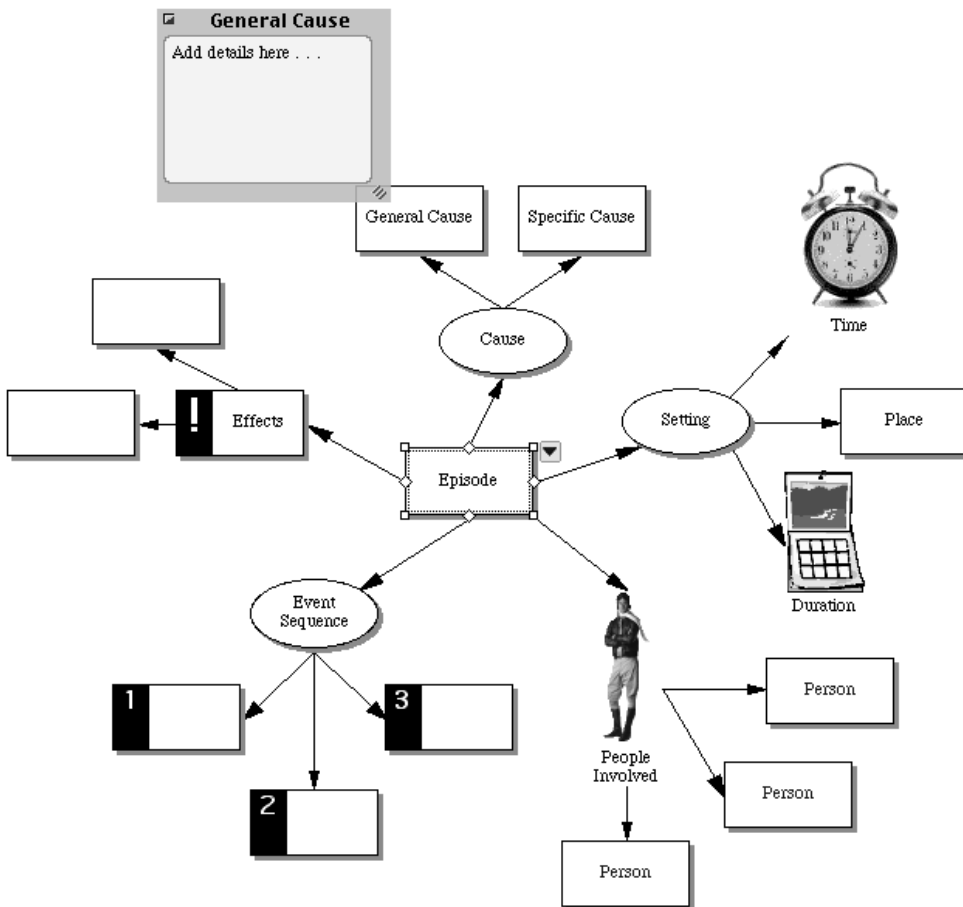 General Cause
Add details here . . .
General Cause
Specific Cause
Time
Cause
Effects
!
Setting
Place
Episode
Duration
Event
Sequence
1
3
2
People
Involved
Person
Person
Person